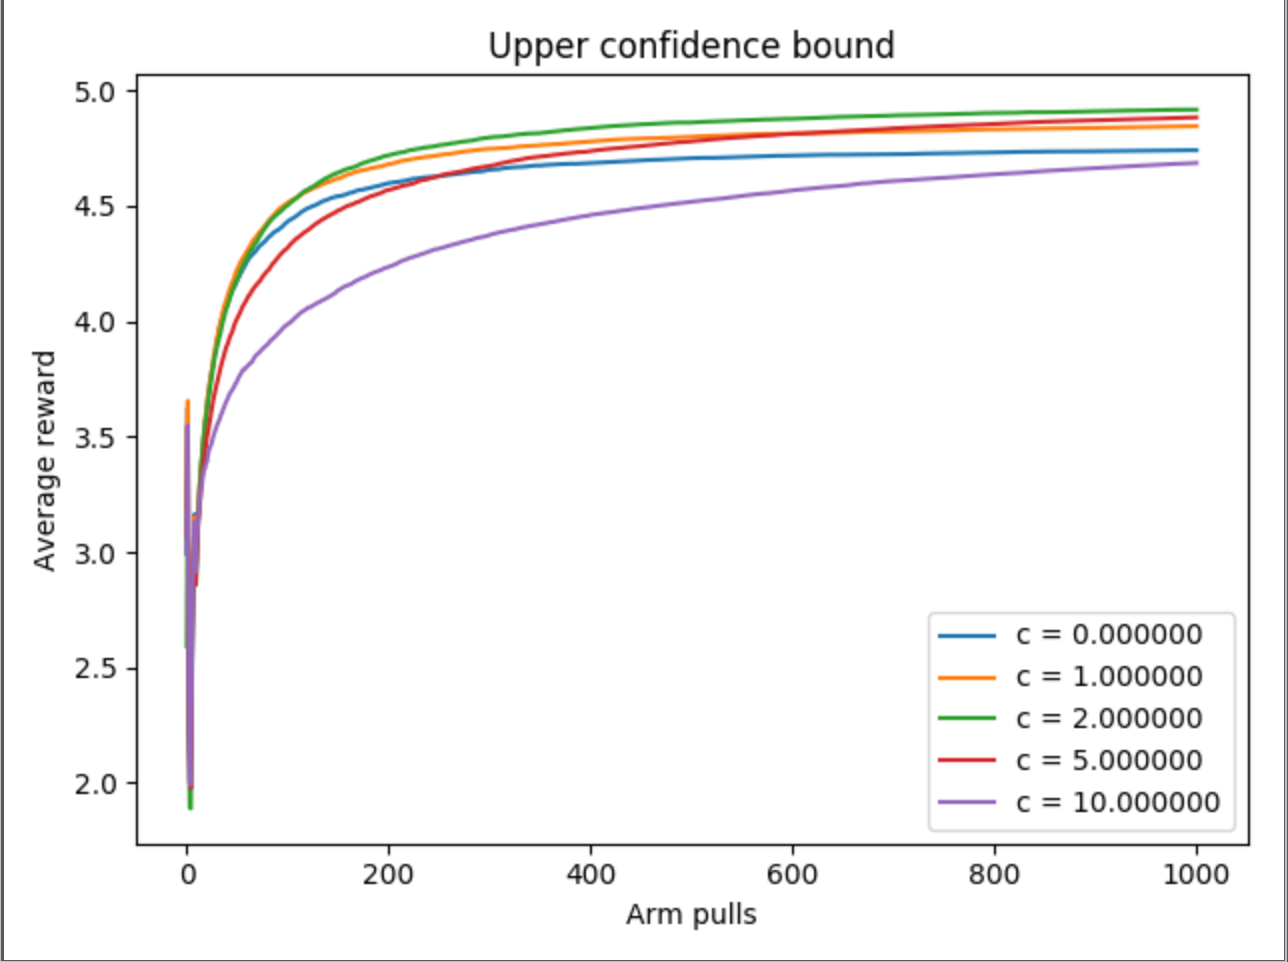 Upper confidence bound
5.0
4.5
4.0
3.5
3.0
2.5
2.0
Average reward
0 200 400 600 800 1000
Arm pulls
c = 0.000000
c = 1.000000
c = 2.000000
c = 5.000000
c = 10.000000